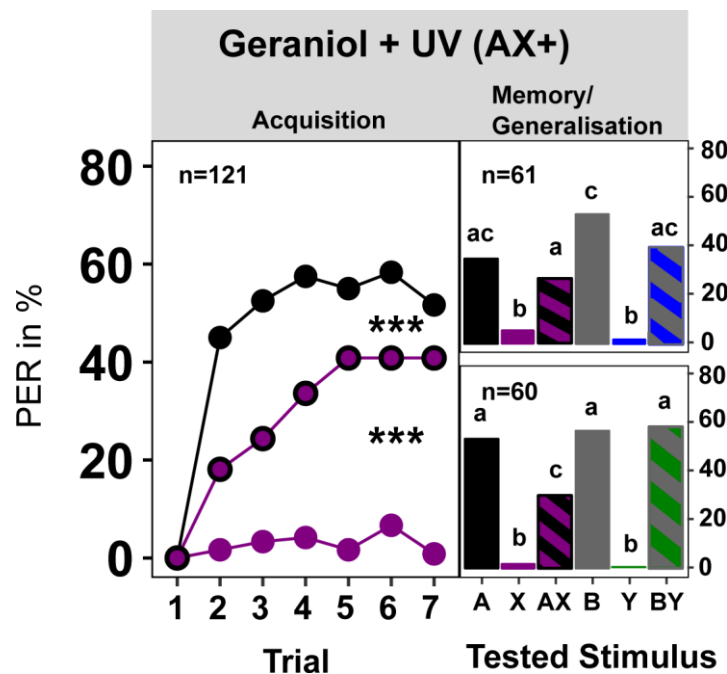 Geraniol + UV (AX+)
Acquisition
Memory/
Generalisation
PER in %
80
60
40
20
0
n=121
***
***
1 2 3 4 5 6 7
Trial
n=61
ac b a c b ac
80
60
40
20
0
n=60
a b c a b a
80
60
40
20
0
A X AX B Y BY
Tested Stimulus